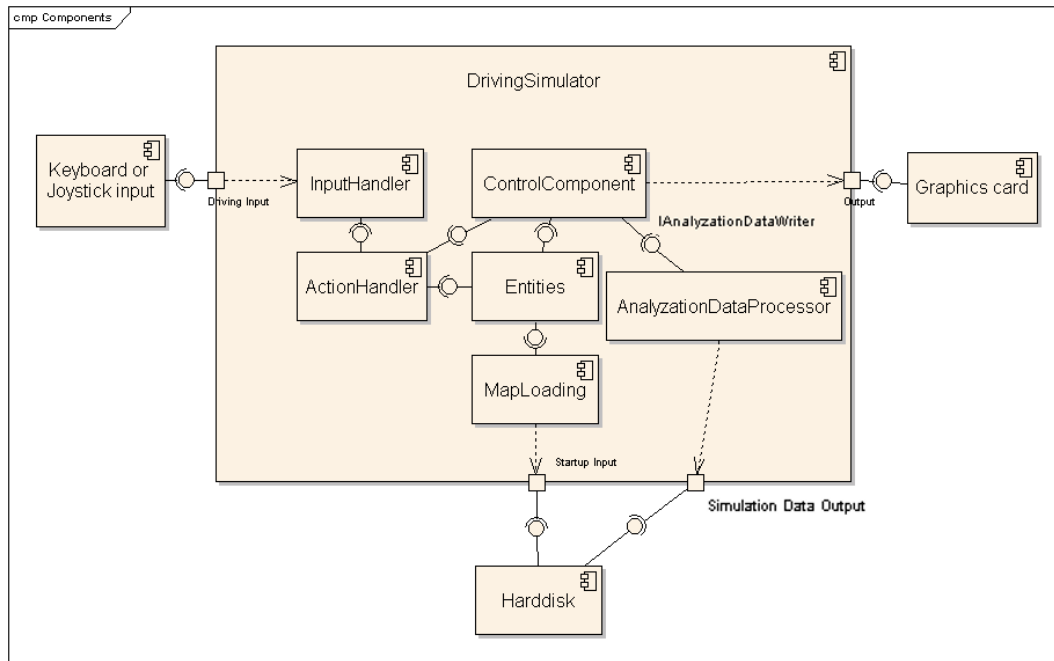 cmp Components
DrivingSimulator
Keyboard or
Joystick input
InputHandler
ControlComponent
Graphics card
Driving Input
Output
IAnalyzationDataWriter
ActionHandler
Entities
AnalyzationDataProcessor
MapLoading
Startup Input
Simulation Data Output
Harddisk